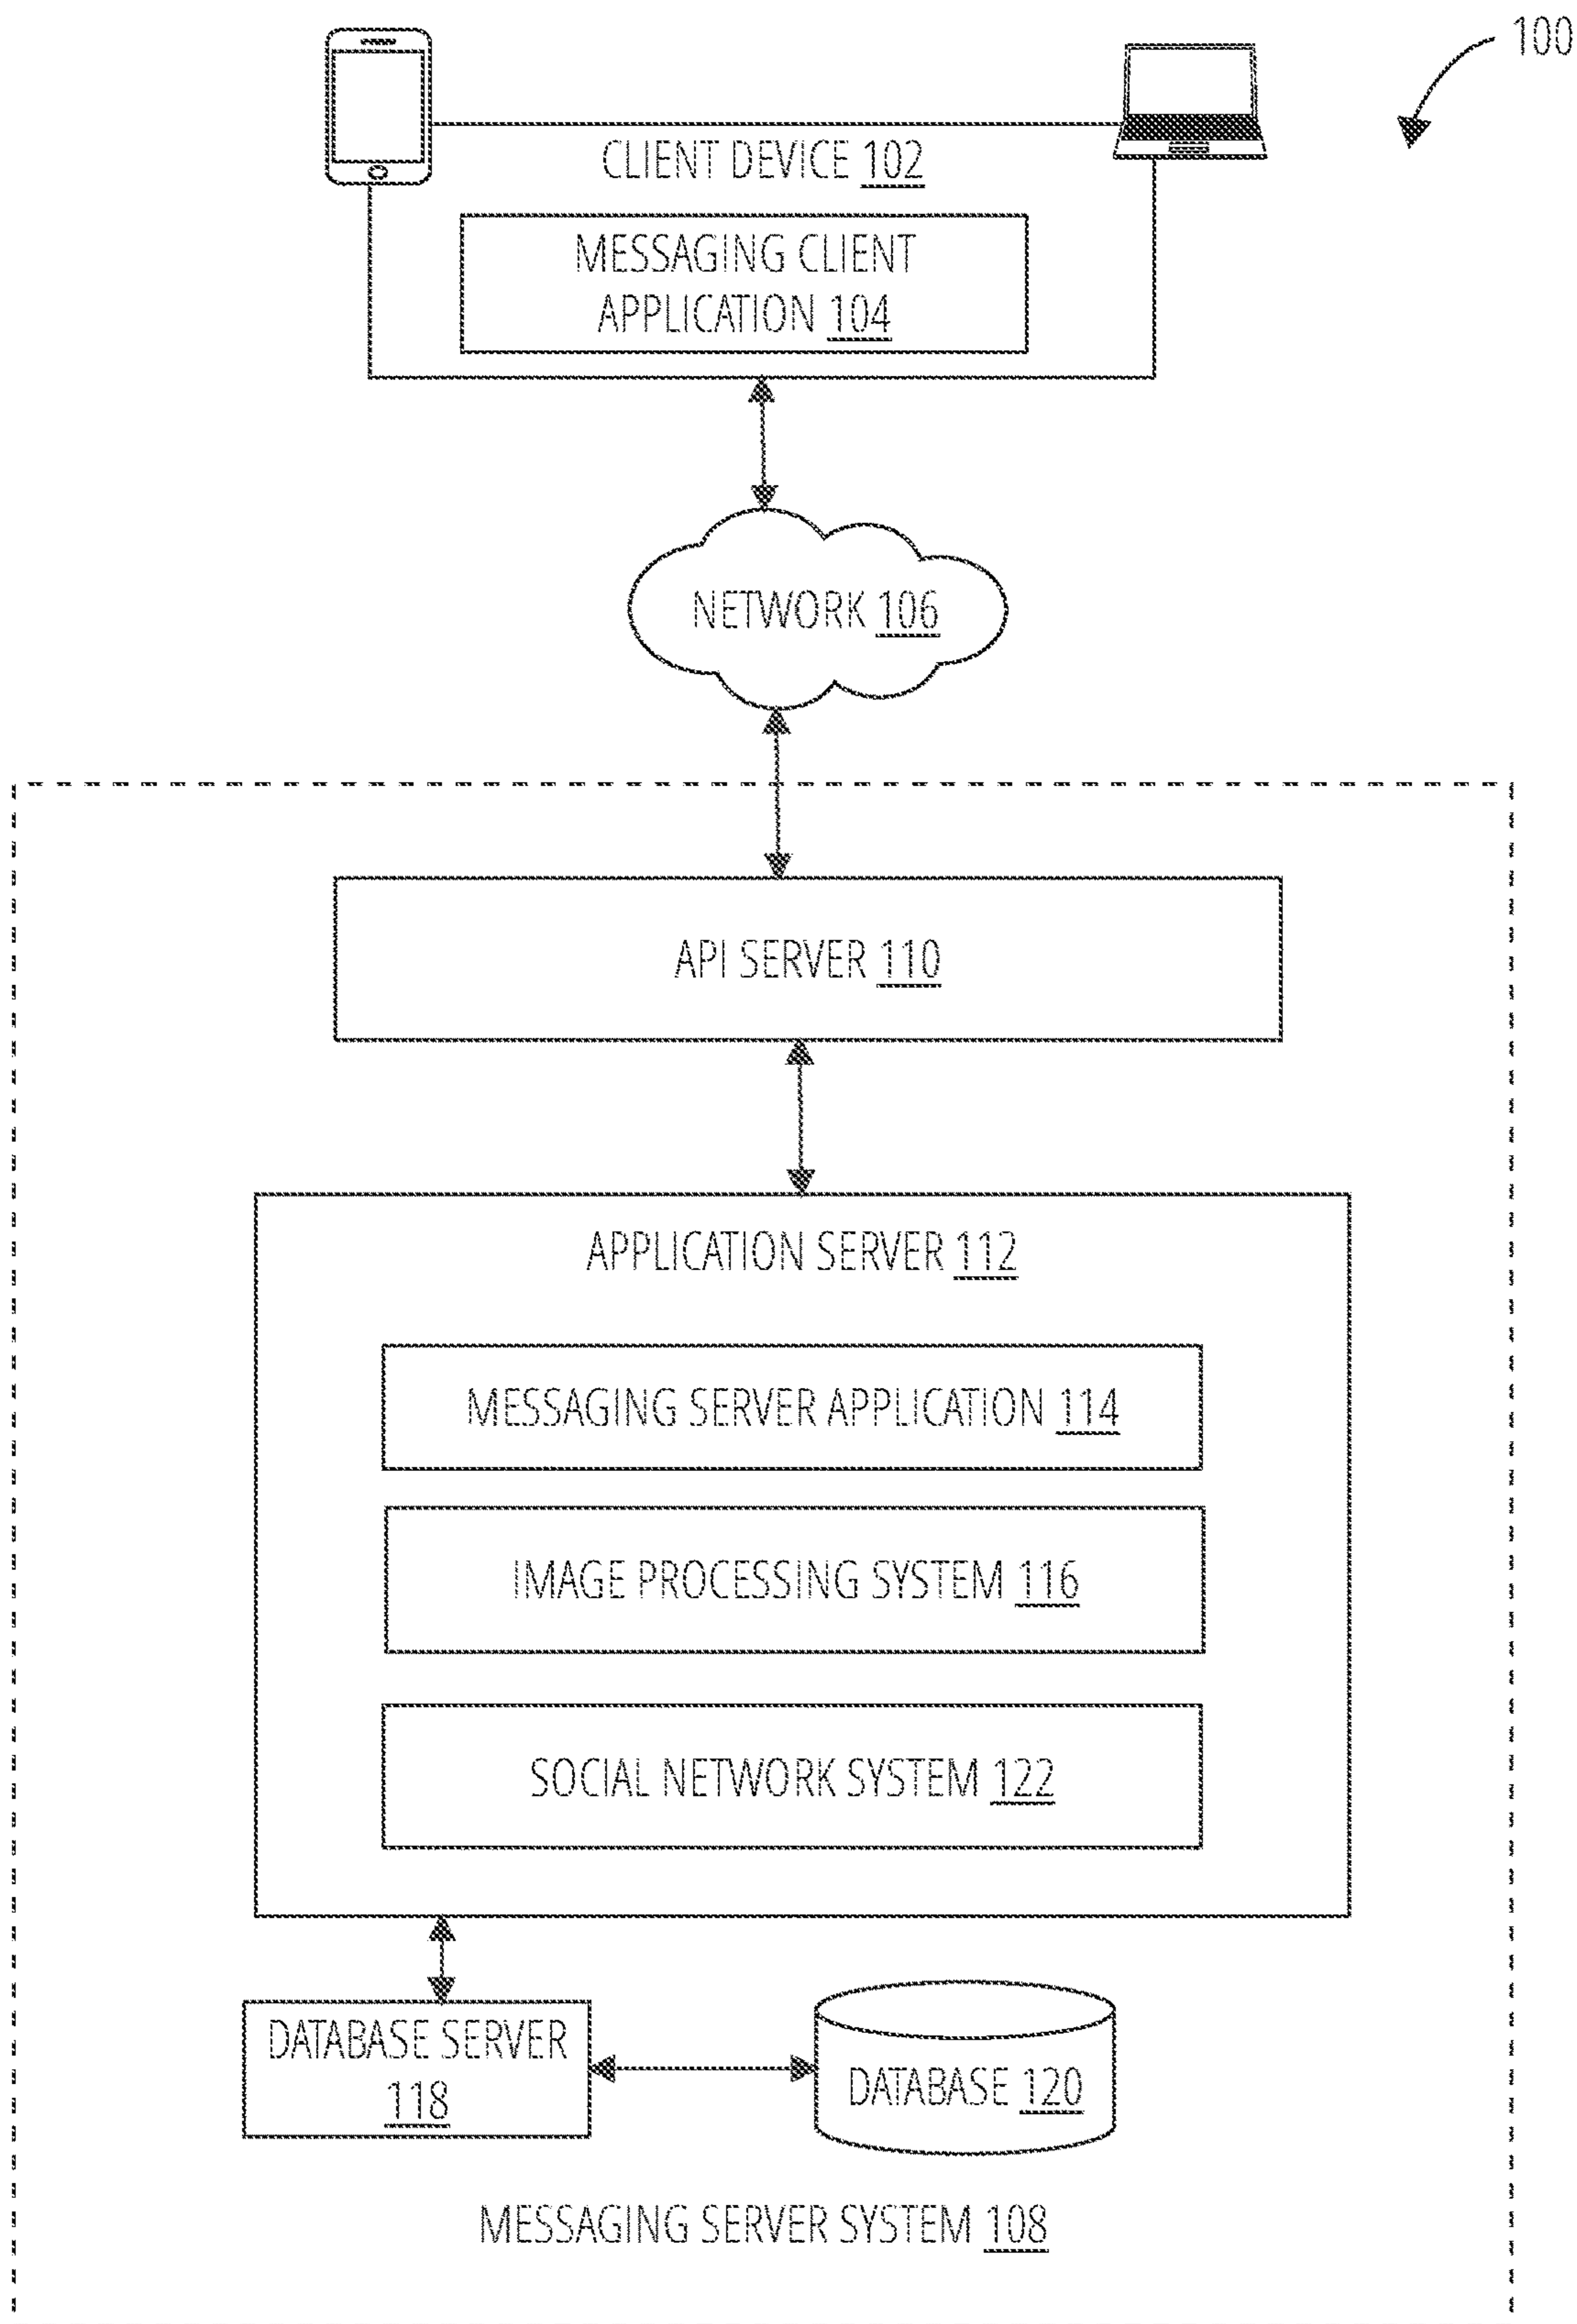 100
CLIENT DEVICE 102
MESSAGING CLIENT
APPLICATION 104
NETWORK 106
API SERVER 110
APPLICATION SERVER 112
MESSAGING SERVER APPLICATION 114
IMAGE PROCESSING SYSTEM 116
SOCIAL NETWORK SYSTEM 122
DATABASE SERVER
118
DATABASE 120
MESSAGING SERVER SYSTEM 108